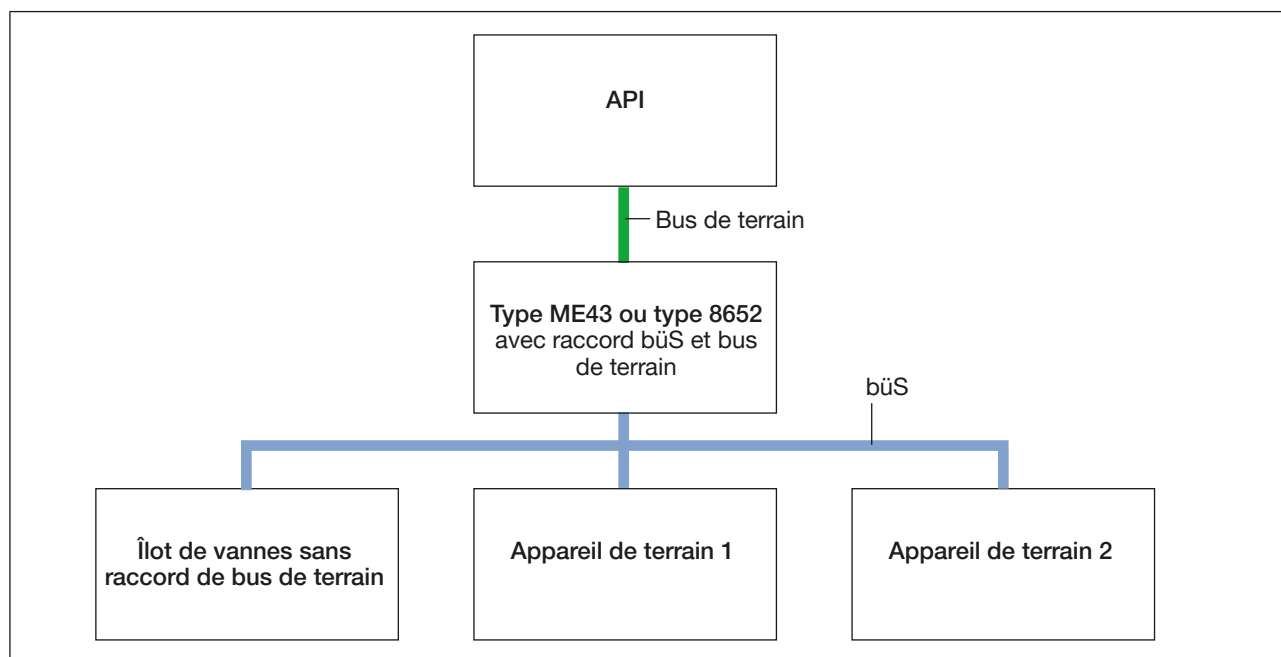 API
Bus de terrain
Type ME43 ou type 8652
avec raccord büS et bus
de terrain
büS
Îlot de vannes sans
raccord de bus de terrain
Appareil de terrain 1
Appareil de terrain 2